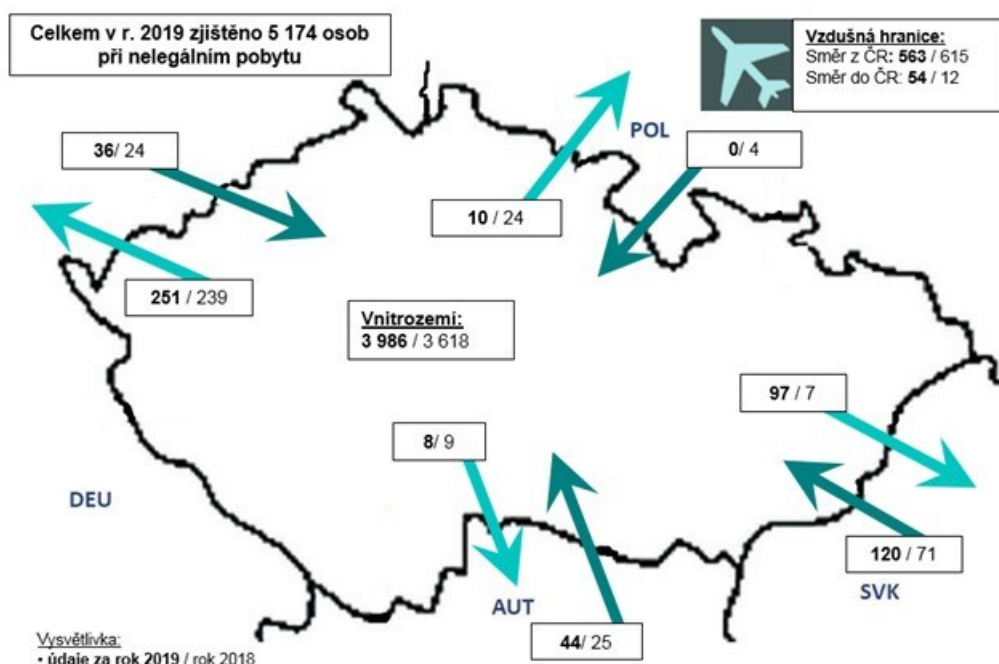 Celkem v r. 2019 zjištěno 5 174 osob
při nelegálním pobytu
Vzdušná hranice:
Směr z ČR: 563 / 615
Směr do ČR: 54 / 12
POL
36/ 24
0/ 4
10 / 24
251 / 239
Vnitrozemí:
3 986 / 3 618
97 / 7
8/ 9
DEU
120 / 71
SVK
AUT
44/ 25
Vysvětlivka:
• údaje za rok 2019 / rok 2018